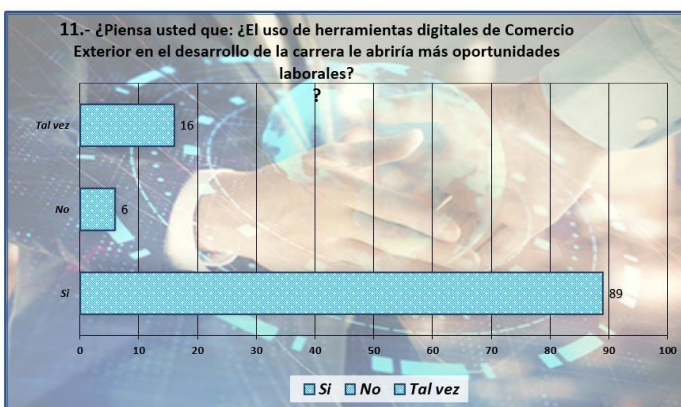 11.- ¿Piensa usted que: ¿El uso de herramientas digitales de Comercio
Exterior en el desarrollo de la carrera le abriría más oportunidades
laborales?
?
Tal vez
16
No
6
Si
89
0 10 20 30 40 50 60 70 80 90 100
Si No Tal vez